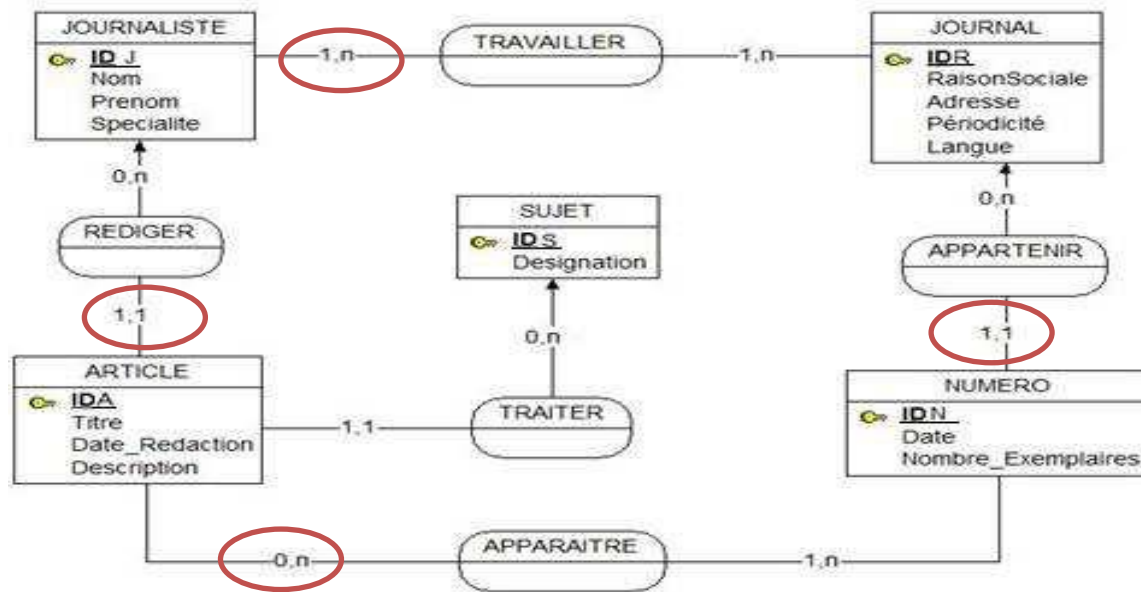 JOURNALISTE
ID J
Nom
Prenom
Specialite
1,n
TRAVAILLER
1,n
JOURNAL
IDR
RaisonSociale
Adresse
Périodicité
Langue
0,n
REDIGER
1,1
SUJET
IDS
Designation
0,n
0,n
APPARTENIR
1,1
ARTICLE
IDA
Titre
Date_Redaction
Description
1,1
TRAITER
NUMERO
IDN
Date
Nombre_Exemplaires
0,n
APPARAITRE
1,n